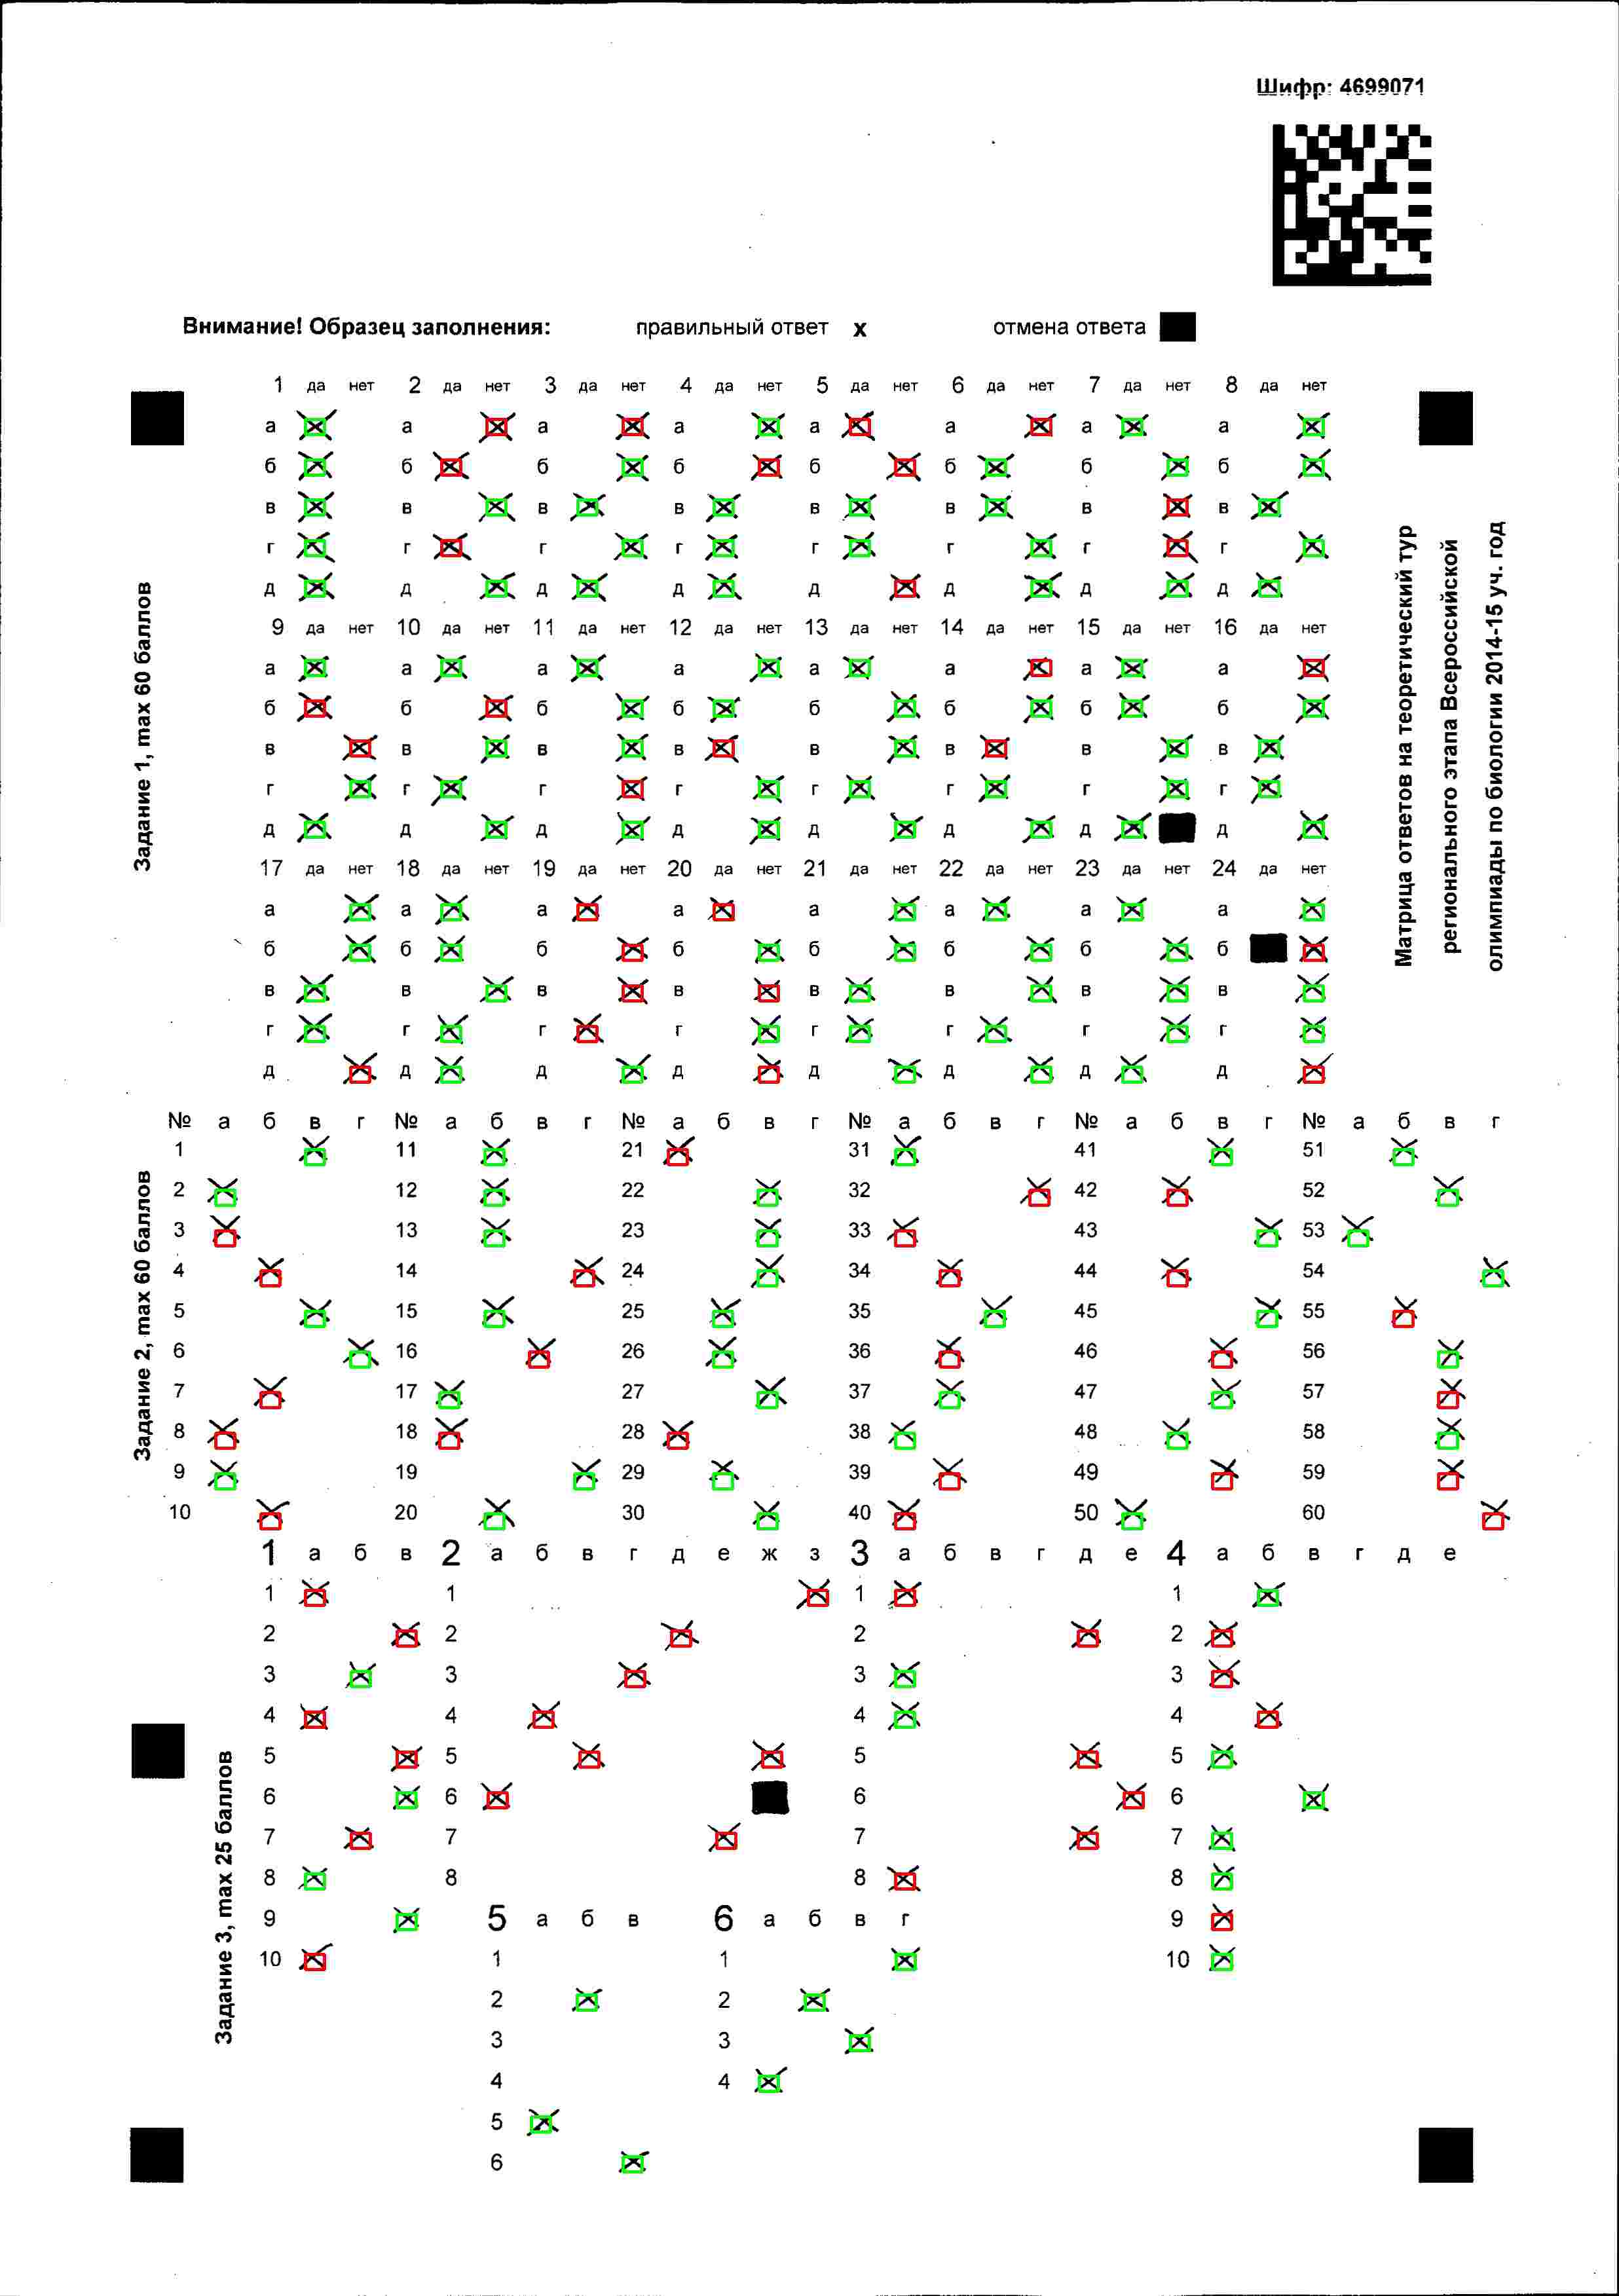 Шифр: 4699071
Внимание! Образец заполнения: правильный ответ x отмена ответа
Задание 1, max 60 баллов
1 да нет 2 да нет 3 да нет 4 да нет 5 да нет 6 да нет 7 да нет 8 да нет
а а а а а а а а
б б б б б б б б
в в в в в в в в
г г г г г г г г
д д д д д д д д
9 да нет 10 да нет 11 да нет 12 да нет 13 да нет 14 да нет 15 да нет 16 да нет
а а а а а а а а
б б б б б б б б
в в в в в в в в
г г г г г г г г
д д д д д д д д
17 да нет 18 да нет 19 да нет 20 да нет 21 да нет 22 да нет 23 да нет 24 да нет
а а а а а а а а
б б б б б б б б
в в в в в в в в
г г г г г г г г
д д д д д д д д
Матрица ответов на теоретический тур
регионального этапа Всероссийской
олимпиады по биологии 2014-15 уч. год
Задание 2, max 60 баллов
№ а б в г № а б в г № а б в г № а б в г № а б в г № а б в г
1 11 21 31 41 51
2 12 22 32 42 52
3 13 23 33 43 53
4 14 24 34 44 54
5 15 25 35 45 55
6 16 26 36 46 56
7 17 27 37 47 57
8 18 28 38 48 58
9 19 29 39 49 59
10 20 30 40 50 60
Задание 3, max 25 баллов
1 а б в 2 а б в г д е ж з 3 а б в г д е 4 а б в г д е
1 1 1 1
2 2 2 2
3 3 3 3
4 4 4 4
5 5 5 5
6 6 6 6
7 7 7 7
8 8 8 8
9 5 а б в 6 а б в г 9
10 1 1 10
2 2
3 3
4 4
5
6